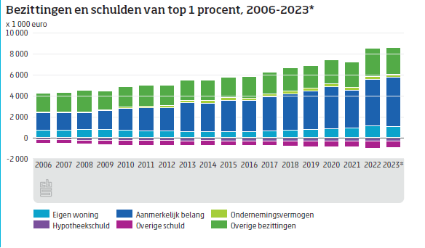 Bezittingen en schulden van top 1 procent, 2006-2023*
x 1 000 euro
10 000
8 000
6 000
4 000
2 000
0
-2 000
2006 2007 2008 2009 2010 2011 2012 2013 2014 2015 2016 2017 2018 2019 2020 2021 2022 2023*
Eigen woning Aanmerkelijk belang Ondernemingsvermogen
Hypotheekschuld Overige schuld Overige bezittingen